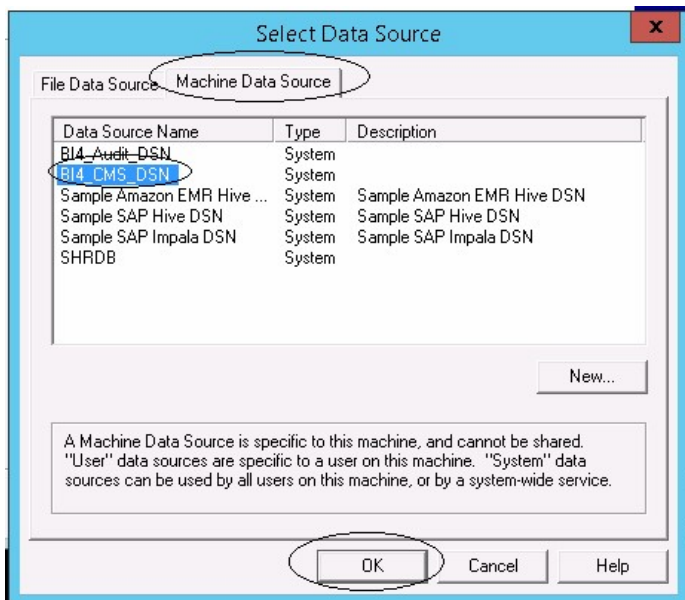 Select Data Source
x
File Data Source Machine Data Source
Data Source Name Type Description
BI4_Audit_DSN System
BI4_CMS_DSN System
Sample Amazon EMR Hive ... System Sample Amazon EMR Hive DSN
Sample SAP Hive DSN System Sample SAP Hive DSN
Sample SAP Impala DSN System Sample SAP Impala DSN
SHRDB System
New...
A Machine Data Source is specific to this machine, and cannot be shared.
"User" data sources are specific to a user on this machine. "System" data
sources can be used by all users on this machine, or by a system-wide service.
OK Cancel Help